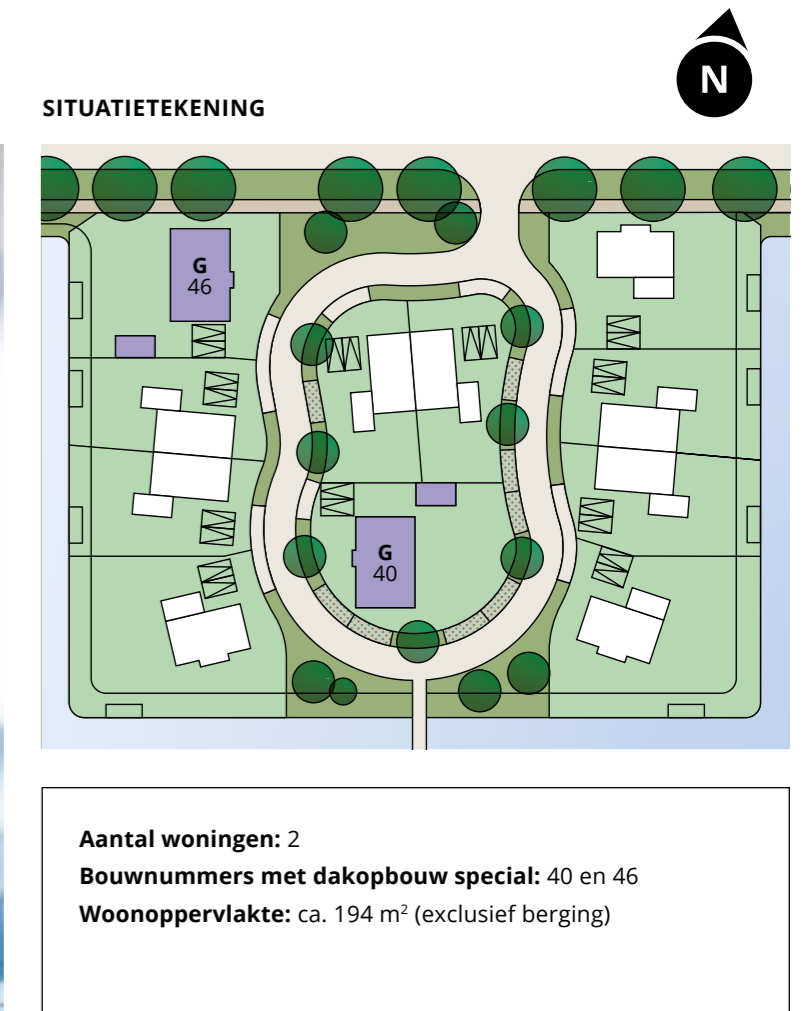 N
SITUATIETEKENING
G
46
G
40
Aantal woningen: 2
Bouwnummers met dakopbouw special: 40 en 46
Woonoppervlakte: ca. 194 m² (exclusief berging)